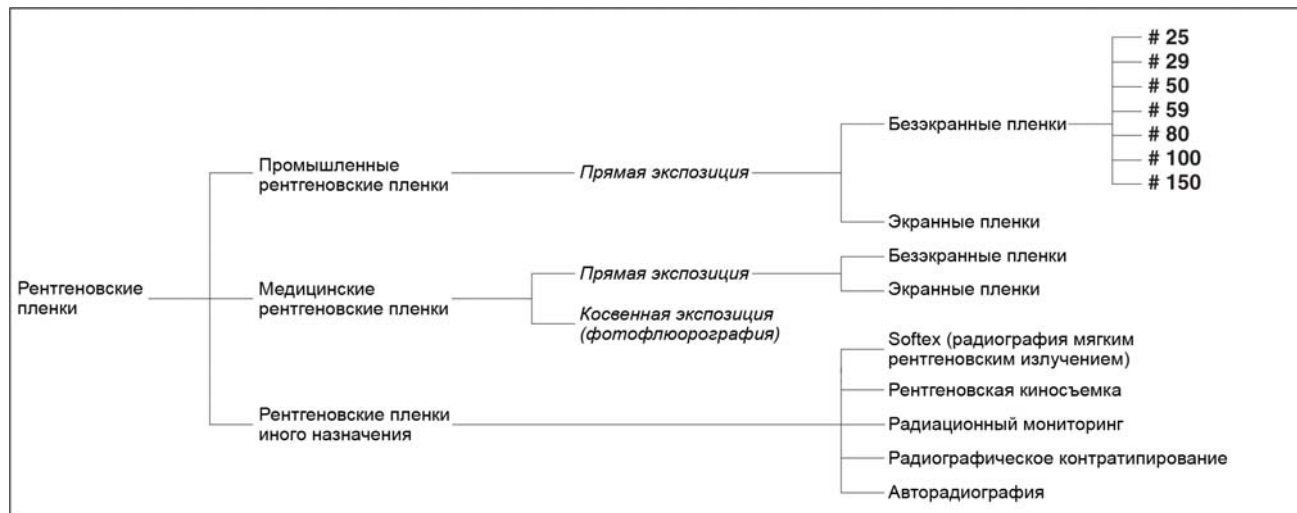 Рентгеновские
пленки
Промышленные
рентгеновские пленки
Прямая экспозиция
Безэкранные пленки
# 25
# 29
# 50
# 59
# 80
# 100
# 150
Экранные пленки
Медицинские
рентгеновские пленки
Прямая экспозиция
Безэкранные пленки
Экранные пленки
Косвенная экспозиция
(фотофлюорография)
Рентгеновские пленки
иного назначения
Softex (радиография мягким
рентгеновским излучением)
Рентгеновская киносъемка
Радиационный мониторинг
Радиографическое контратипирование
Авторадиография